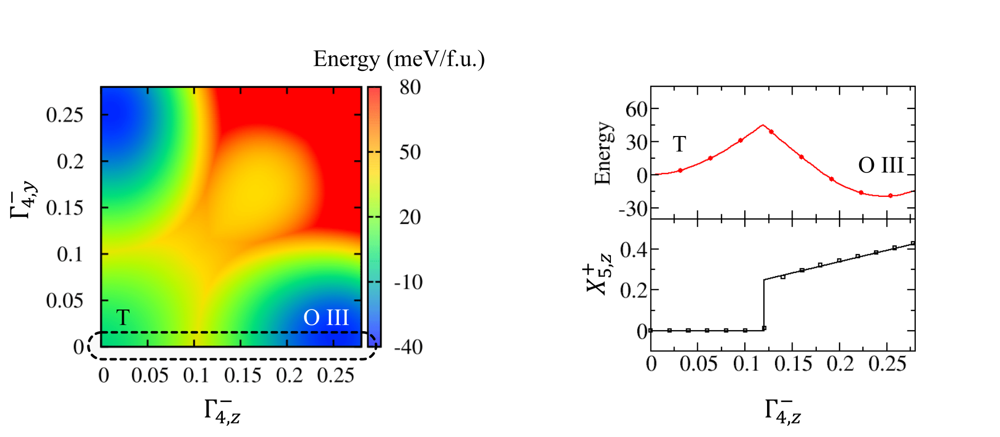 Energy (meV/f.u.)
80
50
20
-10
-40
Γ⁻4,y
0.25
0.2
0.15
0.1
0.05
0
T
O III
0 0.05 0.1 0.15 0.2 0.25
Γ⁻4,z
Energy
60
30
0
-30
T
O III
X⁺5,z
0.4
0.2
0
0 0.05 0.1 0.15 0.2 0.25
Γ⁻4,z